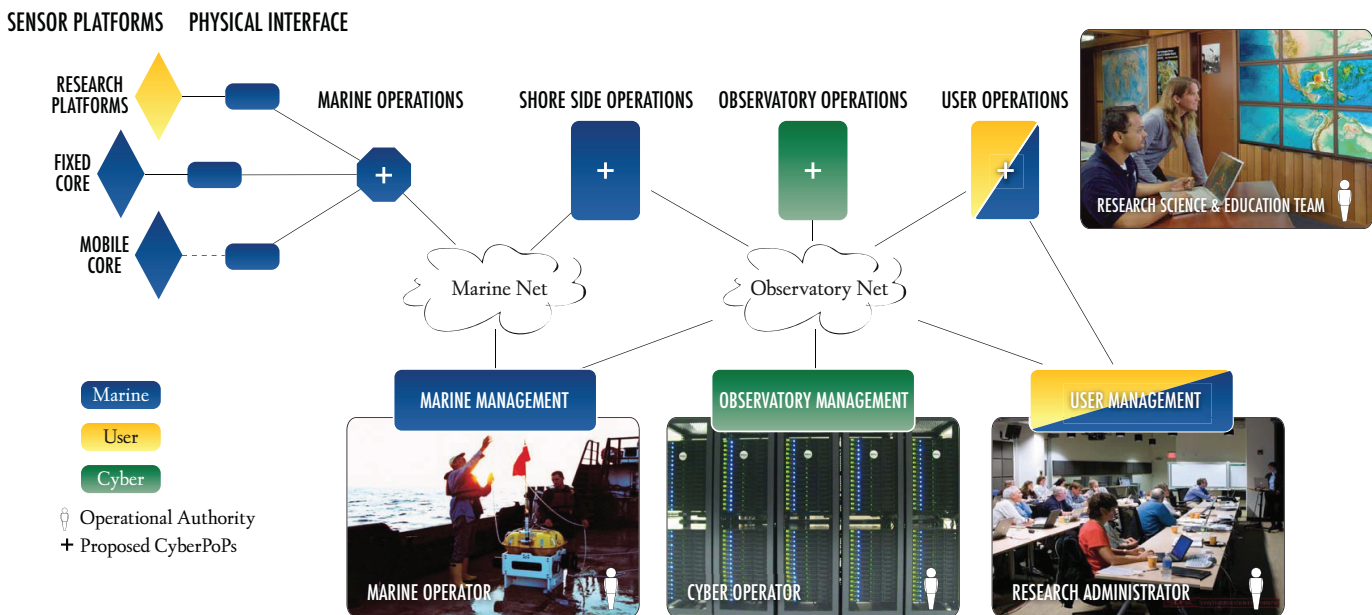 SENSOR PLATFORMS
PHYSICAL INTERFACE
RESEARCH
PLATFORMS
MARINE OPERATIONS
SHORE SIDE OPERATIONS
OBSERVATORY OPERATIONS
USER OPERATIONS
FIXED
CORE
MOBILE
CORE
RESEARCH SCIENCE & EDUCATION TEAM
Marine Net
Observatory Net
MARINE MANAGEMENT
OBSERVATORY MANAGEMENT
USER MANAGEMENT
Marine
User
Cyber
Operational Authority
+ Proposed CyberPoPs
MARINE OPERATOR
CYBER OPERATOR
RESEARCH ADMINISTRATOR